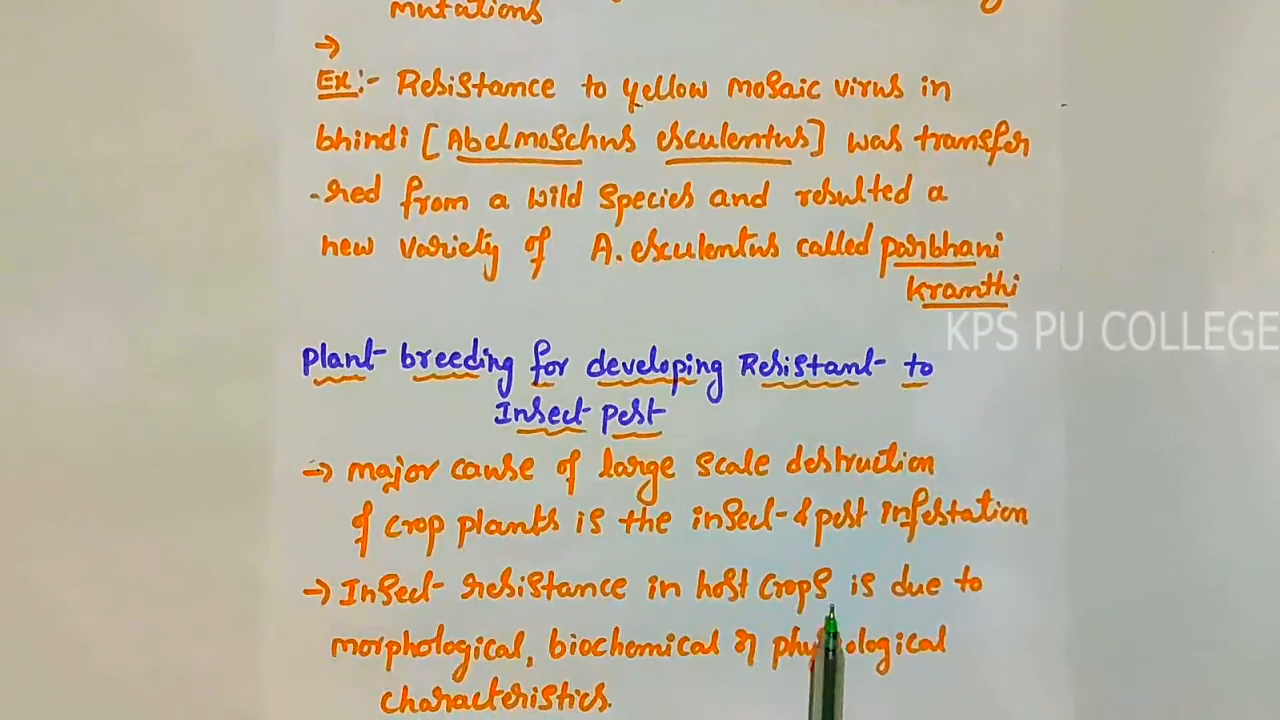 mutations
→
Ex:- Resistance to yellow mosaic virus in
bhindi [Abelmoschus esculentus] was transfer
-red from a wild species and resulted a
new variety of A. esculentus called parbhani
kranthi
KPS PU COLLEGE
plant breeding for developing Resistant to
Insect pest
→ major cause of large scale destruction
of crop plants is the insect & pest infestation
→ Insect resistance in host crops is due to
morphological, biochemical or physiological
characteristics.